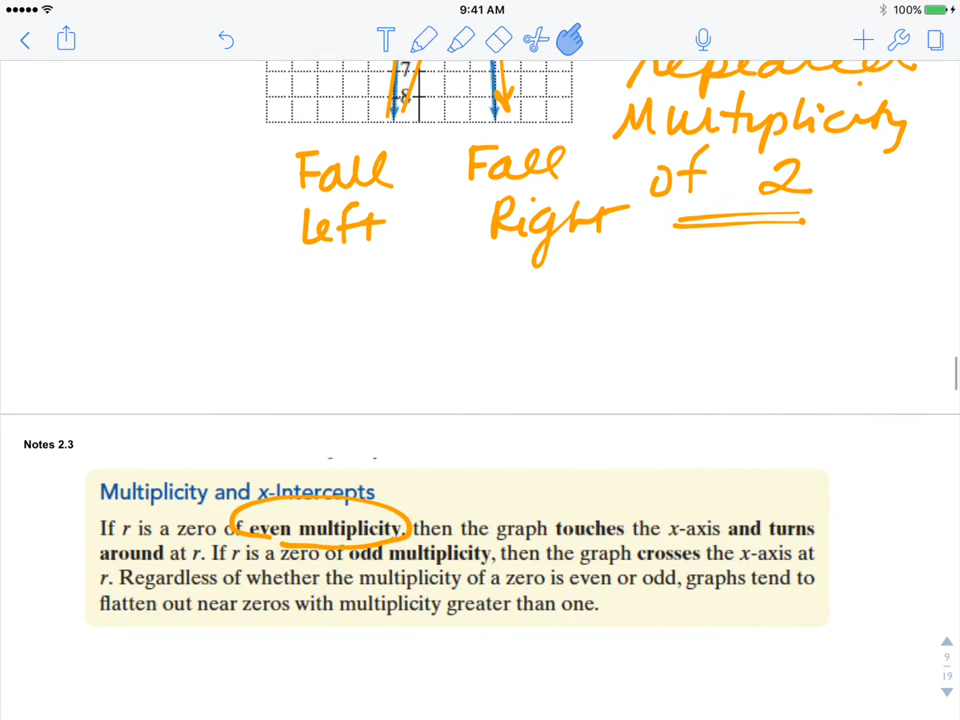 9:41 AM
100%
T
7
8
repeated
Multiplicity
of 2
Fall
Left
Fall
Right
Notes 2.3
Multiplicity and x-Intercepts
If r is a zero of even multiplicity, then the graph touches the x-axis and turns
around at r. If r is a zero of odd multiplicity, then the graph crosses the x-axis at
r. Regardless of whether the multiplicity of a zero is even or odd, graphs tend to
flatten out near zeros with multiplicity greater than one.
9
19